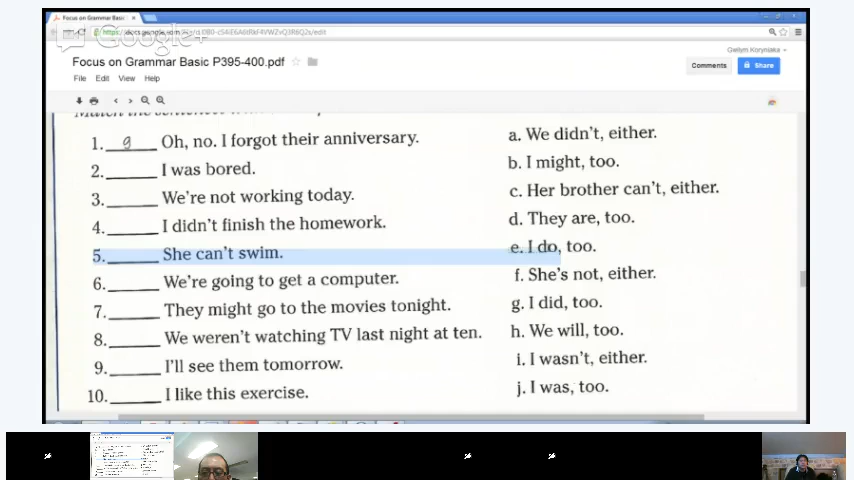 Focus on Grammar Basic
Google+
Gwilym Koryniaka
Focus on Grammar Basic P395-400.pdf
File Edit View Help
Comments
Share
1. g Oh, no. I forgot their anniversary.
2. I was bored.
3. We're not working today.
4. I didn't finish the homework.
5. She can't swim.
6. We're going to get a computer.
7. They might go to the movies tonight.
8. We weren't watching TV last night at ten.
9. I'll see them tomorrow.
10. I like this exercise.
a. We didn't, either.
b. I might, too.
c. Her brother can't, either.
d. They are, too.
e. I do, too.
f. She's not, either.
g. I did, too.
h. We will, too.
i. I wasn't, either.
j. I was, too.